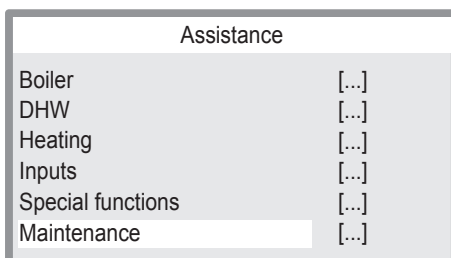 Assistance
Boiler [...]
DHW [...]
Heating [...]
Inputs [...]
Special functions [...]
Maintenance [...]